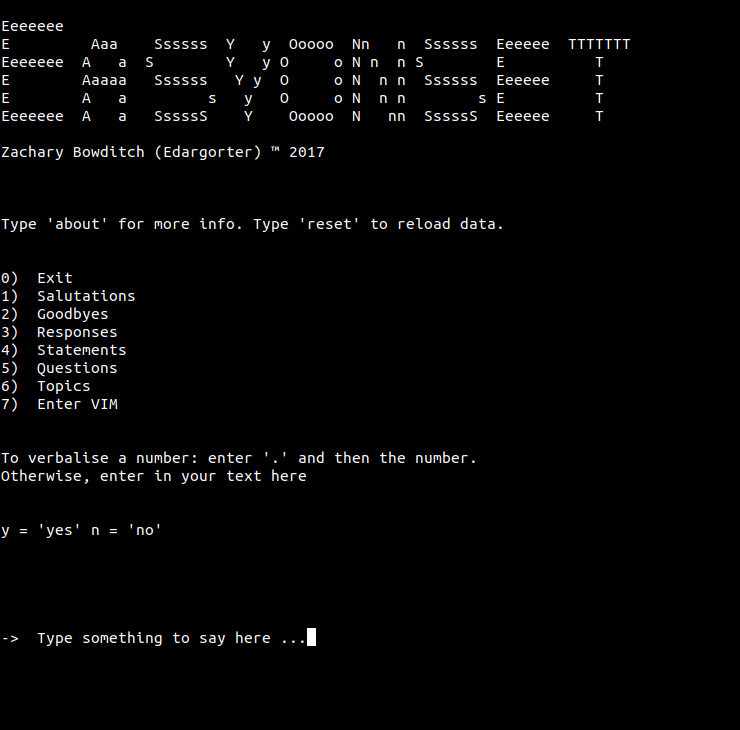 Eeeeeee
E         Aaa    Ssssss  Y   y  Ooooo  Nn   n  Ssssss  Eeeeee  TTTTTTT
Eeeeeee  A   a  S        Y   y O     o N n  n S        E          T
E        Aaaaa   Ssssss   Y y  O     o N  n n  Ssssss  Eeeeee     T
E        A   a         s   y   O     o N  n n        s E          T
Eeeeeee  A   a   SssssS    Y    Ooooo  N   nn  SssssS  Eeeeee     T
Zachary Bowditch (Edargorter) ™ 2017
Type 'about' for more info. Type 'reset' to reload data.
0)  Exit
1)  Salutations
2)  Goodbyes
3)  Responses
4)  Statements
5)  Questions
6)  Topics
7)  Enter VIM
To verbalise a number: enter '.' and then the number.
Otherwise, enter in your text here
y = 'yes' n = 'no'
->  Type something to say here ...